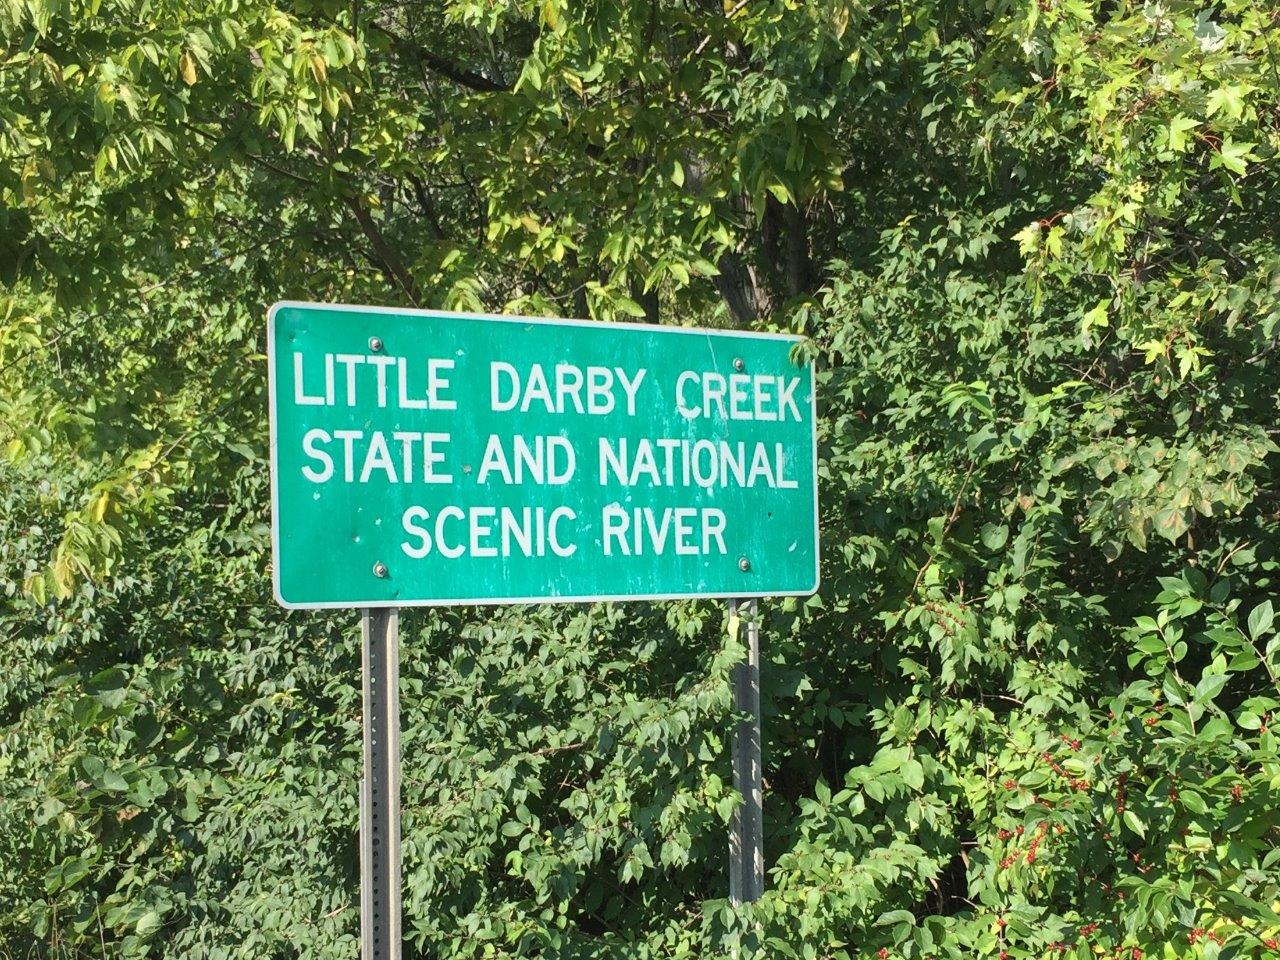 LITTLE DARBY CREEK
STATE AND NATIONAL
SCENIC RIVER